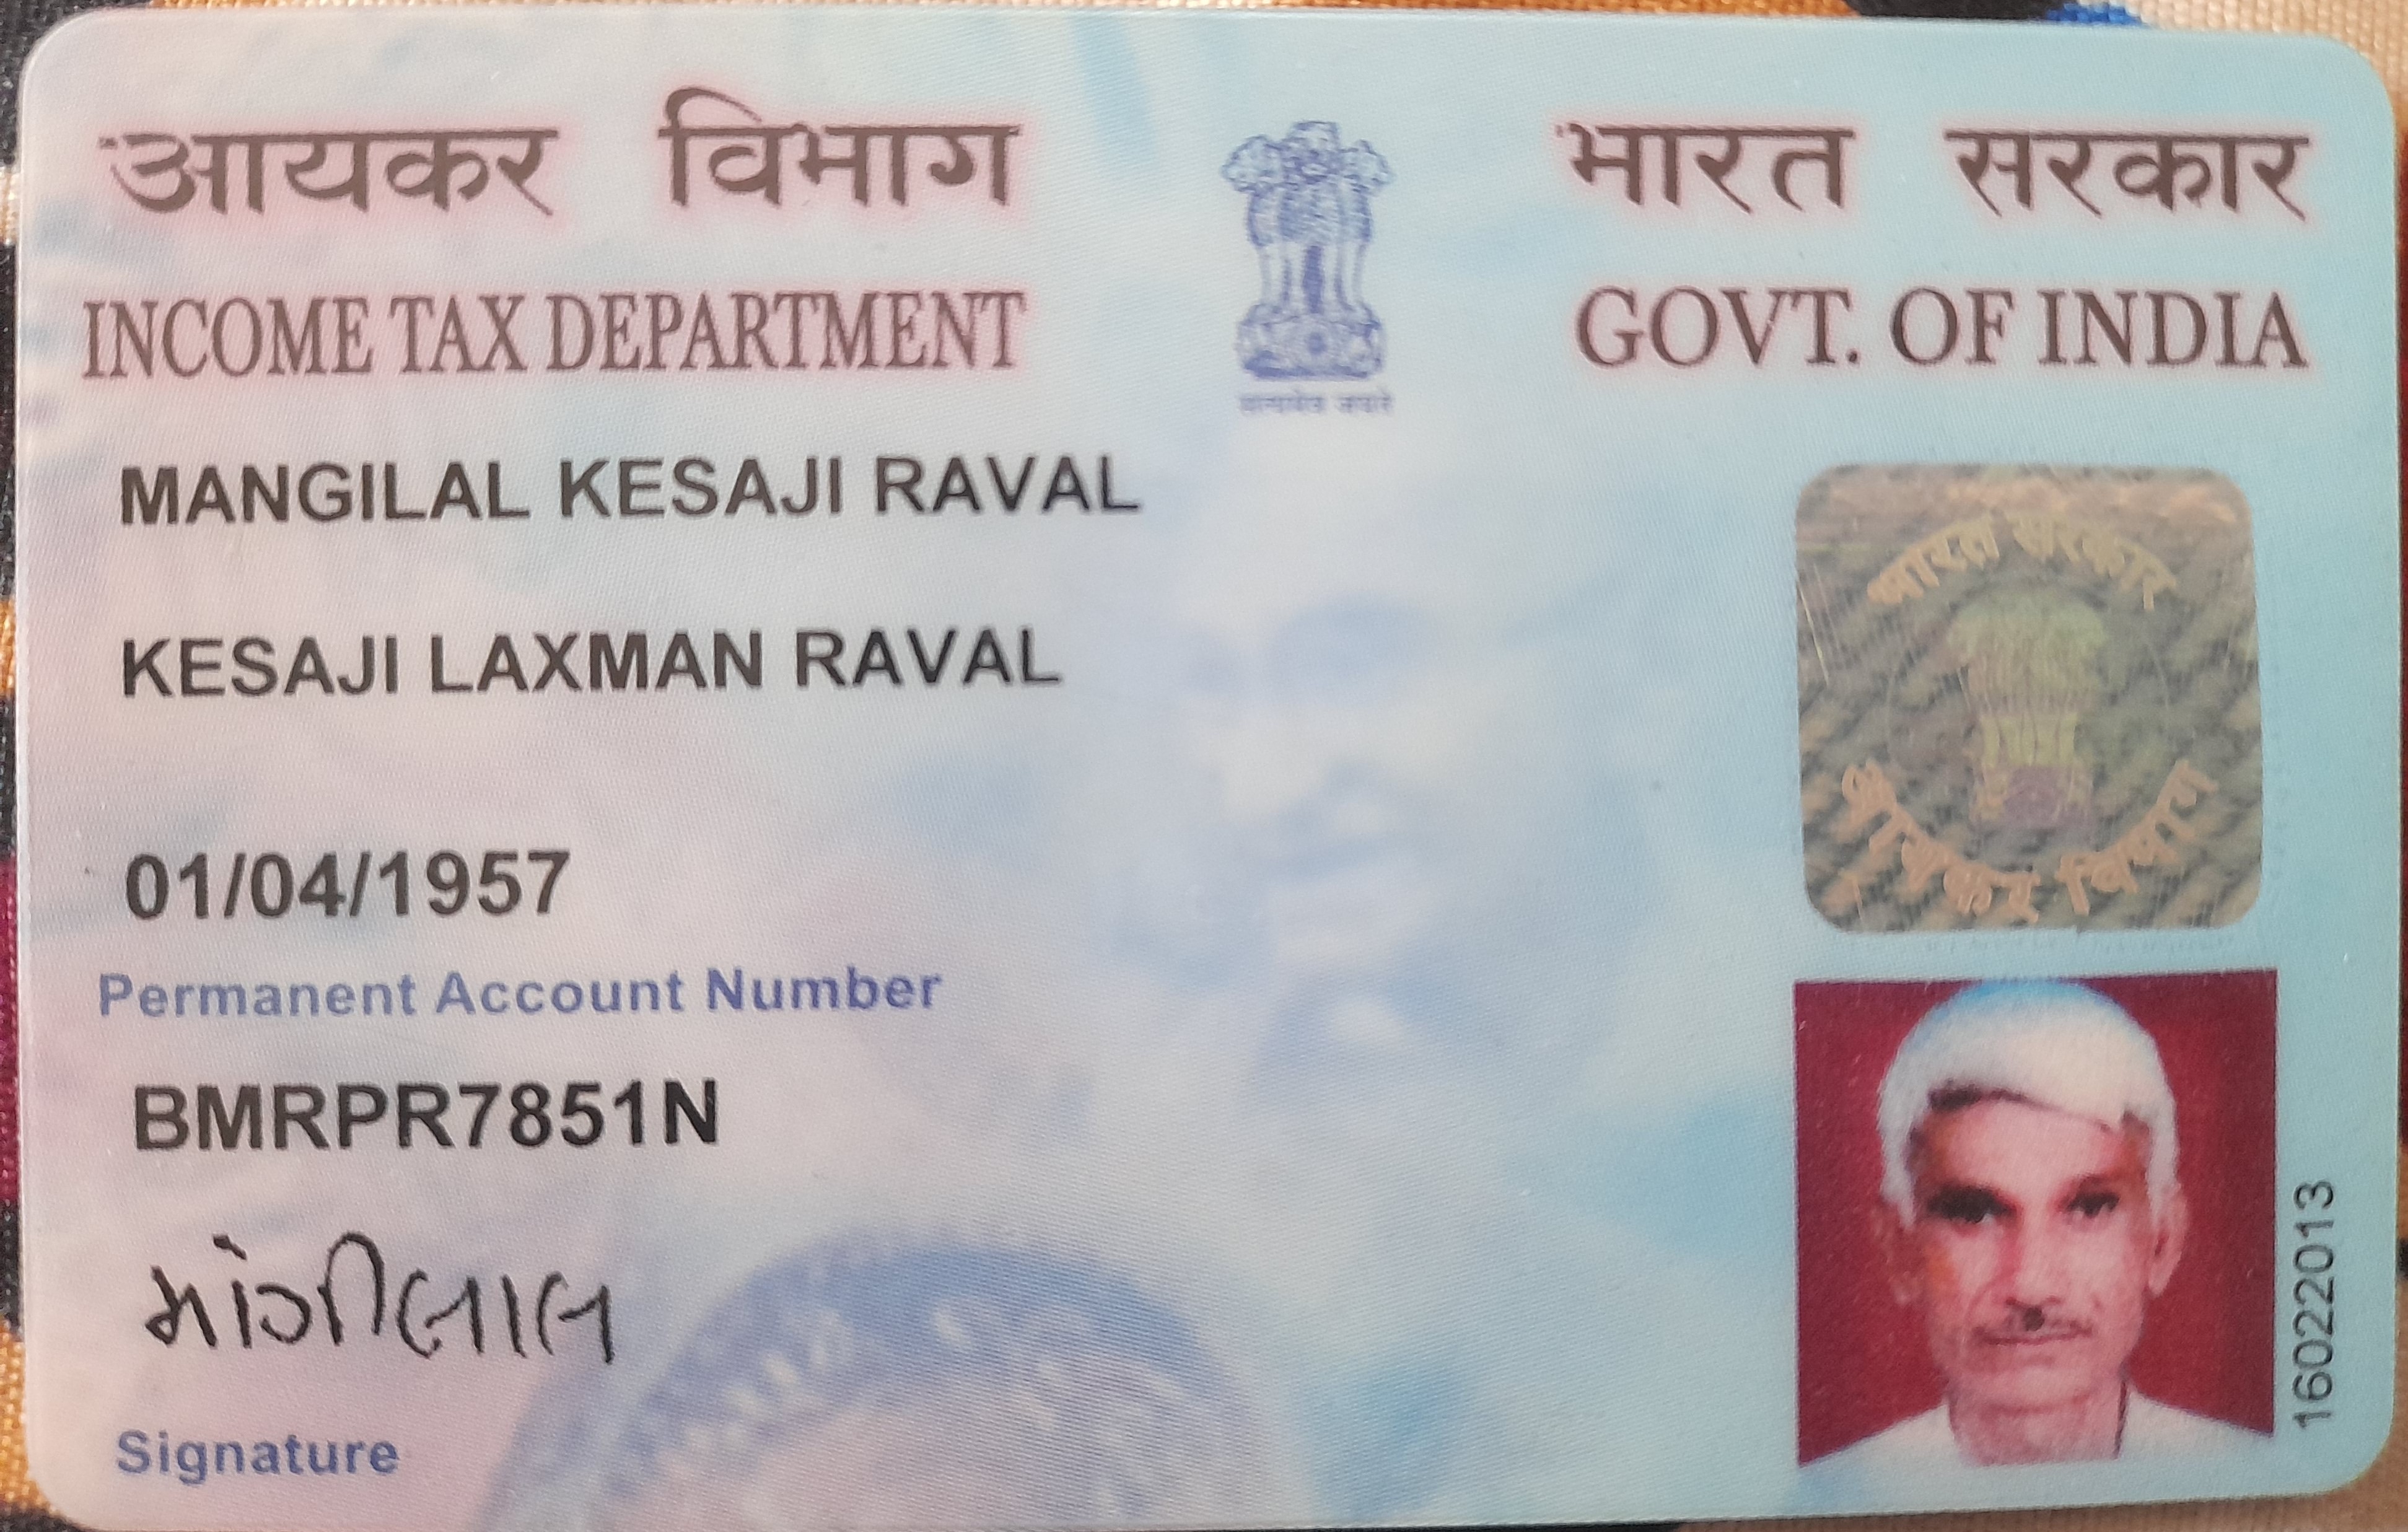 आयकर विभाग
भारत सरकार
INCOME TAX DEPARTMENT
GOVT. OF INDIA
सत्यमेव जयते
MANGILAL KESAJI RAVAL
भारत सरकार
KESAJI LAXMAN RAVAL
आयकर विभाग
01/04/1957
Permanent Account Number
BMRPR7851N
માંગીલાલ
16022013
Signature